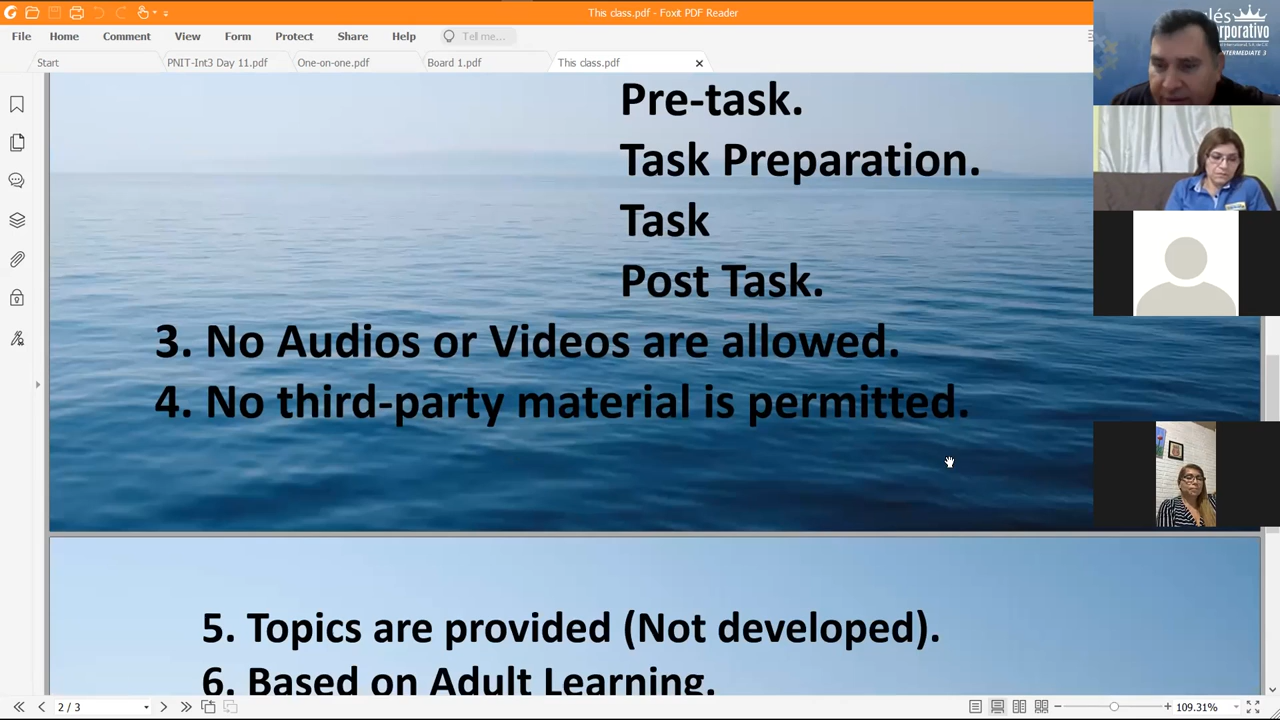 This class.pdf - Foxit PDF Reader
File Home Comment View Form Protect Share Help Tell me...
Start PNIT-Int3 Day 11.pdf One-on-one.pdf Board 1.pdf This class.pdf
Pre-task.
Task Preparation.
Task
Post Task.
3. No Audios or Videos are allowed.
4. No third-party material is permitted.
5. Topics are provided (Not developed).
6. Based on Adult Learning.
2 / 3
109.31%
INTERMEDIATE 3